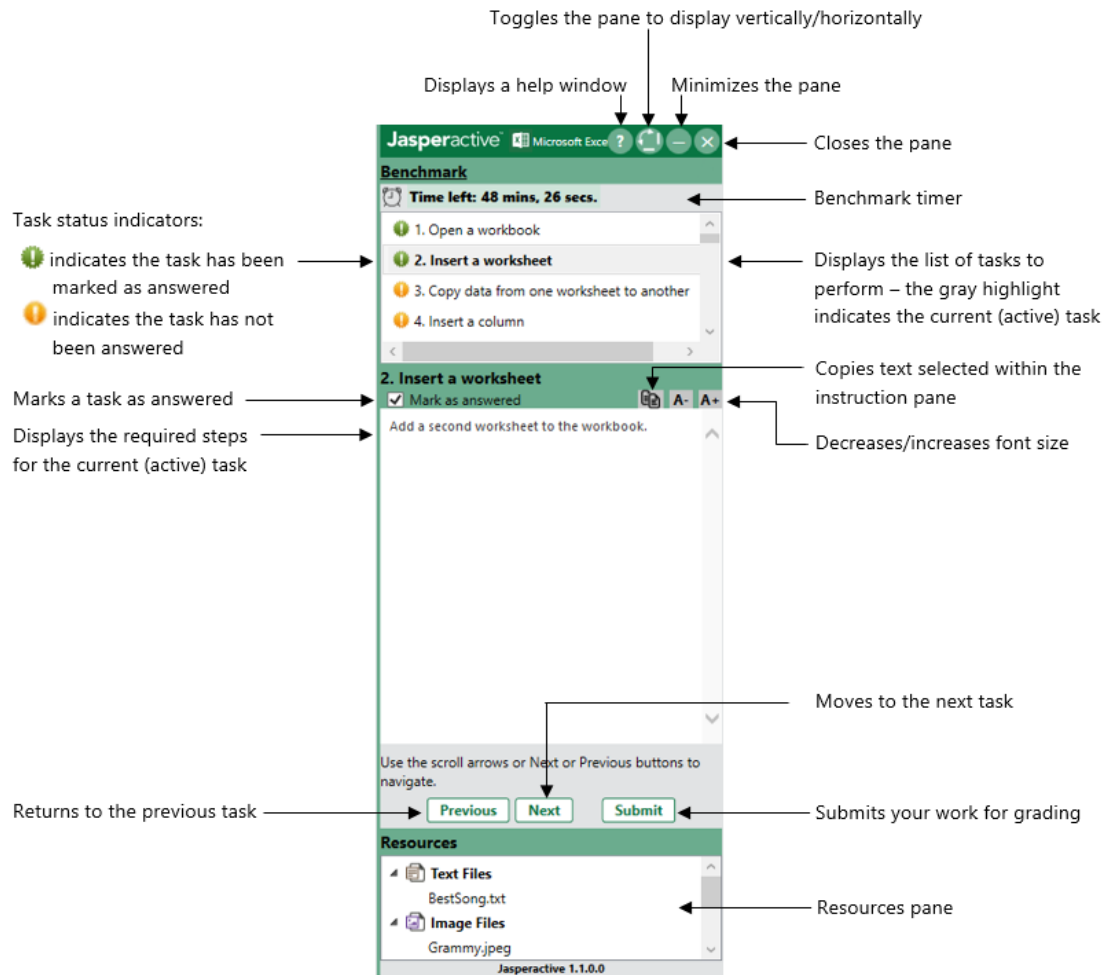 Toggles the pane to display vertically/horizontally
Displays a help window
Minimizes the pane
Jasperactive
Microsoft Exce
?
Closes the pane
Benchmark
Time left: 48 mins, 26 secs.
Benchmark timer
Task status indicators:
indicates the task has been
marked as answered
indicates the task has not
been answered
1. Open a workbook
2. Insert a worksheet
3. Copy data from one worksheet to another
4. Insert a column
Displays the list of tasks to
perform – the gray highlight
indicates the current (active) task
2. Insert a worksheet
Copies text selected within the
instruction pane
Marks a task as answered
Mark as answered
A- A+
Decreases/increases font size
Displays the required steps
for the current (active) task
Add a second worksheet to the workbook.
Moves to the next task
Use the scroll arrows or Next or Previous buttons to
navigate.
Returns to the previous task
Previous
Next
Submit
Submits your work for grading
Resources
Text Files
BestSong.txt
Image Files
Grammy.jpeg
Resources pane
Jasperactive 1.1.0.0